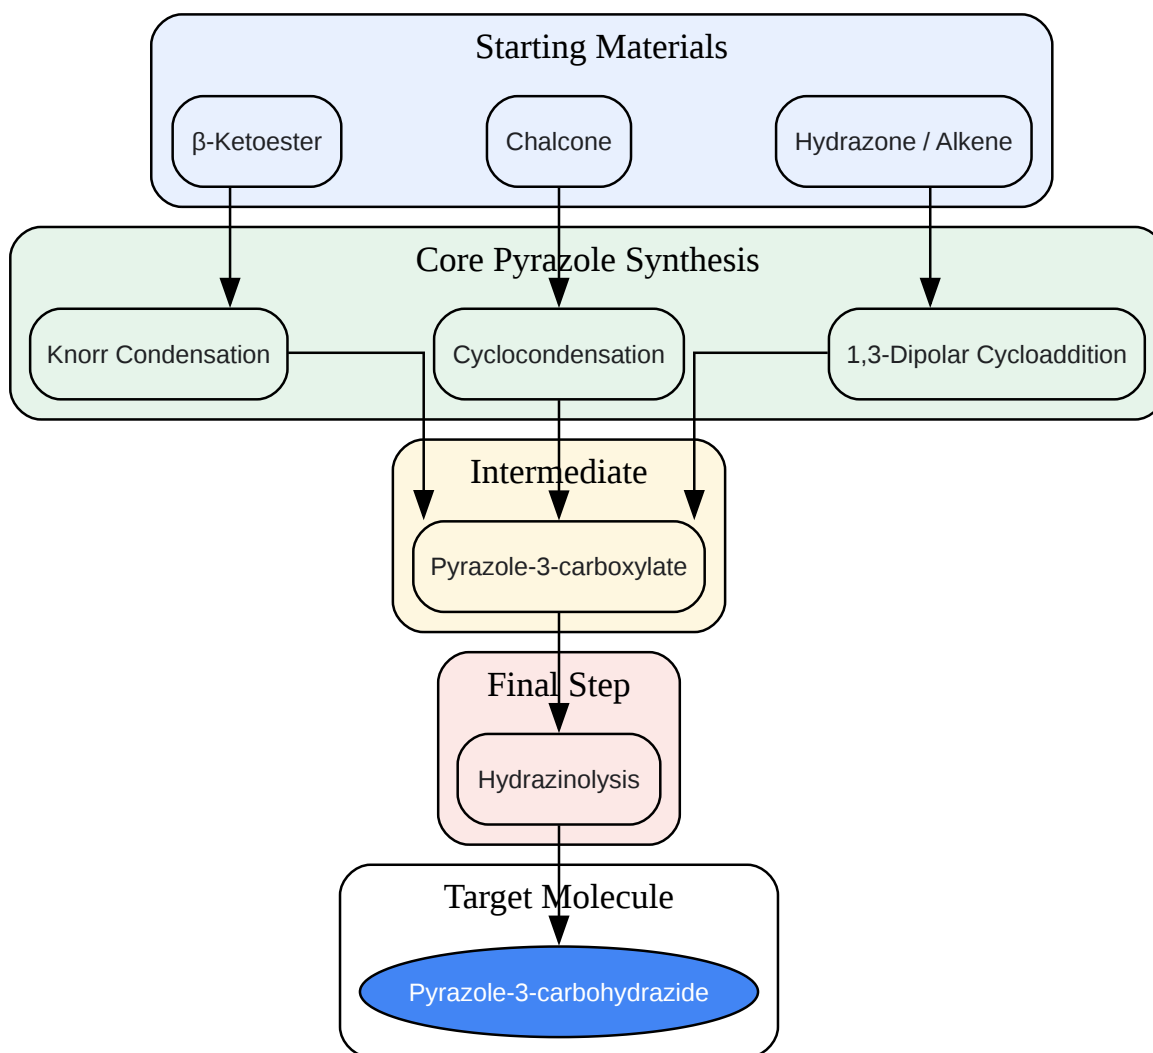 Starting Materials
β-Ketoester
Chalcone
Hydrazone / Alkene
Core Pyrazole Synthesis
Knorr Condensation
Cyclocondensation
1,3-Dipolar Cycloaddition
Intermediate
Pyrazole-3-carboxylate
Final Step
Hydrazinolysis
Target Molecule
Pyrazole-3-carbohydrazide